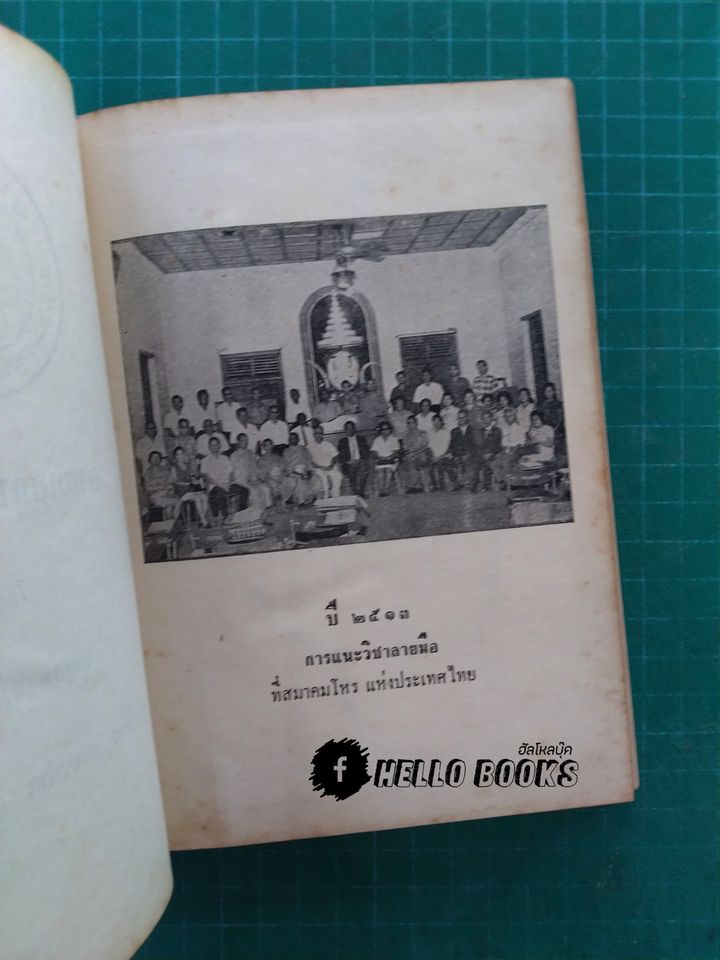 ปี ๒๕๑๓
การแนะวิชาลายมือ
ที่สมาคมโหร แห่งประเทศไทย
ฮัลโหลบุ๊ค
f HELLO BOOKS